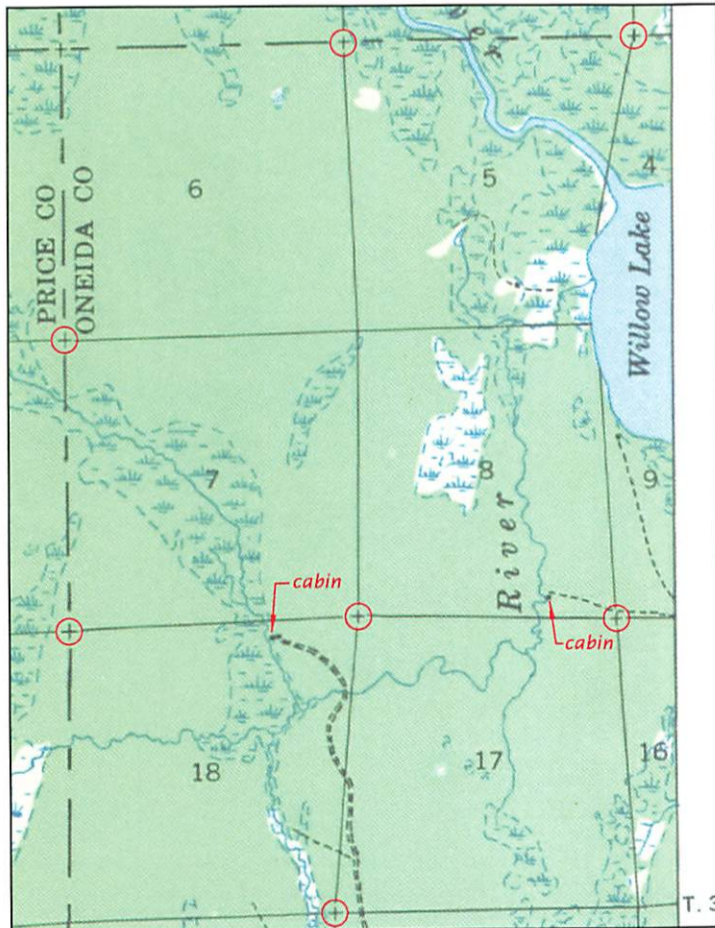 6
5
4
PRICE CO
ONEIDA CO
Willow Lake
7
8
9
River
cabin
cabin
18
17
16
T. 3